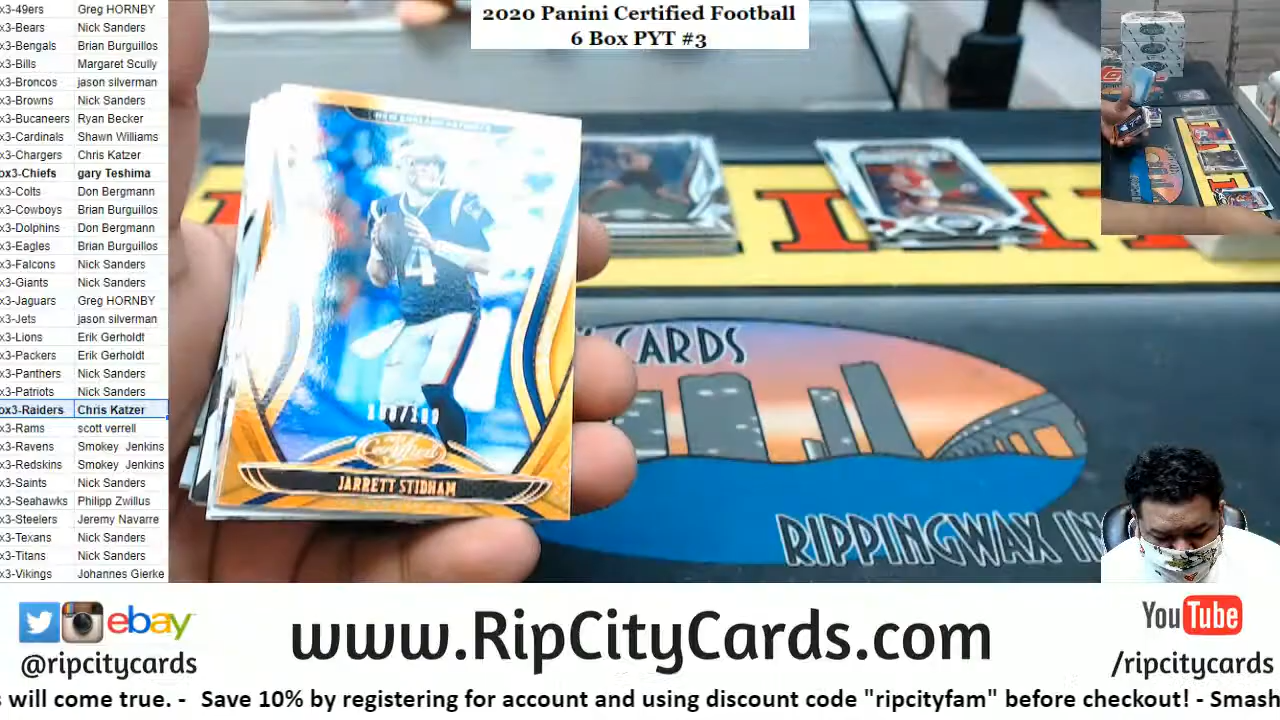 x3-49ers Greg HORNBY
x3-Bears Nick Sanders
x3-Bengals Brian Burguillos
x3-Bills Margaret Scully
x3-Broncos jason silverman
x3-Browns Nick Sanders
x3-Bucaneers Ryan Becker
x3-Cardinals Shawn Williams
x3-Chargers Chris Katzer
ox3-Chiefs gary Teshima
x3-Colts Don Bergmann
x3-Cowboys Brian Burguillos
x3-Dolphins Don Bergmann
x3-Eagles Brian Burguillos
x3-Falcons Nick Sanders
x3-Giants Nick Sanders
x3-Jaguars Greg HORNBY
x3-Jets jason silverman
x3-Lions Erik Gerholdt
x3-Packers Erik Gerholdt
x3-Panthers Nick Sanders
x3-Patriots Nick Sanders
ox3-Raiders Chris Katzer
x3-Rams scott verrell
x3-Ravens Smokey Jenkins
x3-Redskins Smokey Jenkins
x3-Saints Nick Sanders
x3-Seahawks Philipp Zwillus
x3-Steelers Jeremy Navarre
x3-Texans Nick Sanders
x3-Titans Nick Sanders
x3-Vikings Johannes Gierke
2020 Panini Certified Football
6 Box PYT #3
4
Certified
JARRETT STIDHAM
CARDS
RIPPINGWAX IN
ebay
@ripcitycards
www.RipCityCards.com
YouTube
/ripcitycards
s will come true. - Save 10% by registering for account and using discount code "ripcityfam" before checkout! - Smash